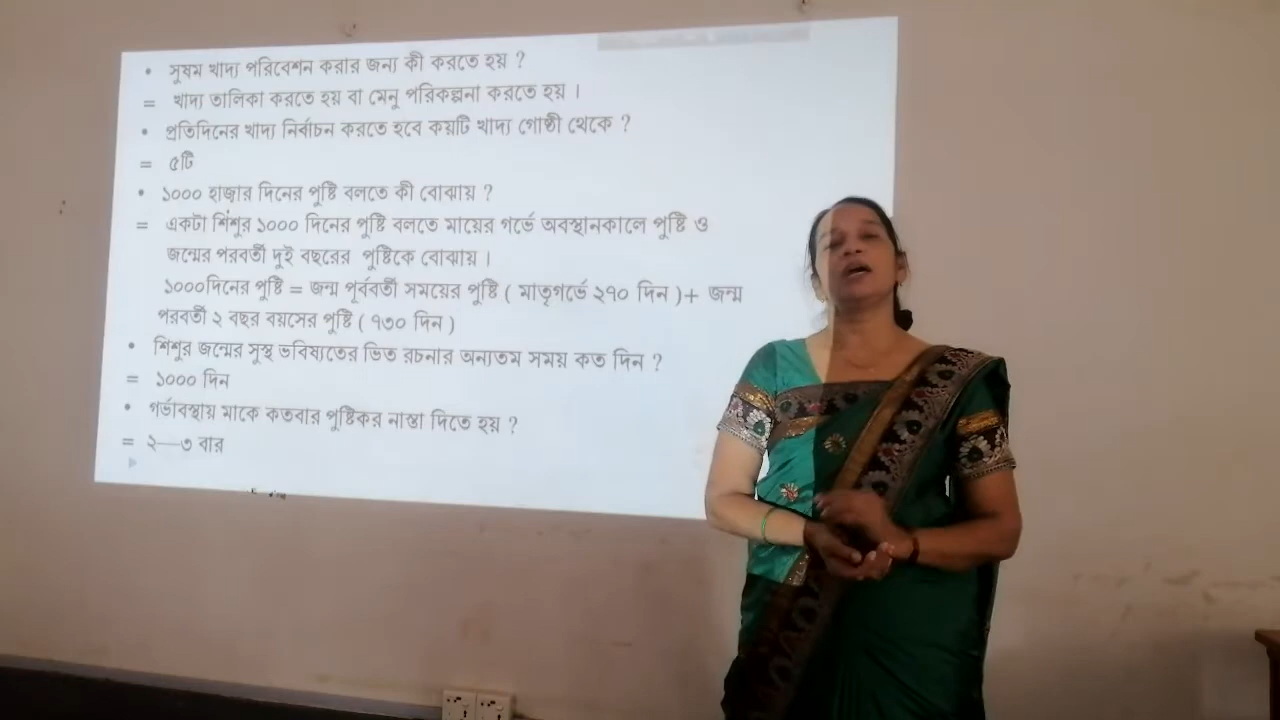 • সুষম খাদ্য পরিবেশন করার জন্য কী করতে হয় ?
= খাদ্য তালিকা করতে হয় বা মেনু পরিকল্পনা করতে হয় ।
• প্রতিদিনের খাদ্য নির্বাচন করতে হবে কয়টি খাদ্য গোষ্ঠী থেকে ?
= ৫টি
• ১০০০ হাজার দিনের পুষ্টি বলতে কী বোঝায় ?
= একটা শিশুর ১০০০ দিনের পুষ্টি বলতে মায়ের গর্ভে অবস্থানকালে পুষ্টি ও
জন্মের পরবর্তী দুই বছরের পুষ্টিকে বোঝায় ।
১০০০দিনের পুষ্টি = জন্ম পূর্ববর্তী সময়ের পুষ্টি ( মাতৃগর্ভে ২৭০ দিন )+ জন্ম
পরবর্তী ২ বছর বয়সের পুষ্টি ( ৭৩০ দিন )
• শিশুর জন্মের সুস্থ ভবিষ্যতের ভিত রচনার অন্যতম সময় কত দিন ?
= ১০০০ দিন
• গর্ভাবস্থায় মাকে কতবার পুষ্টিকর নাস্তা দিতে হয় ?
= ২—৩ বার